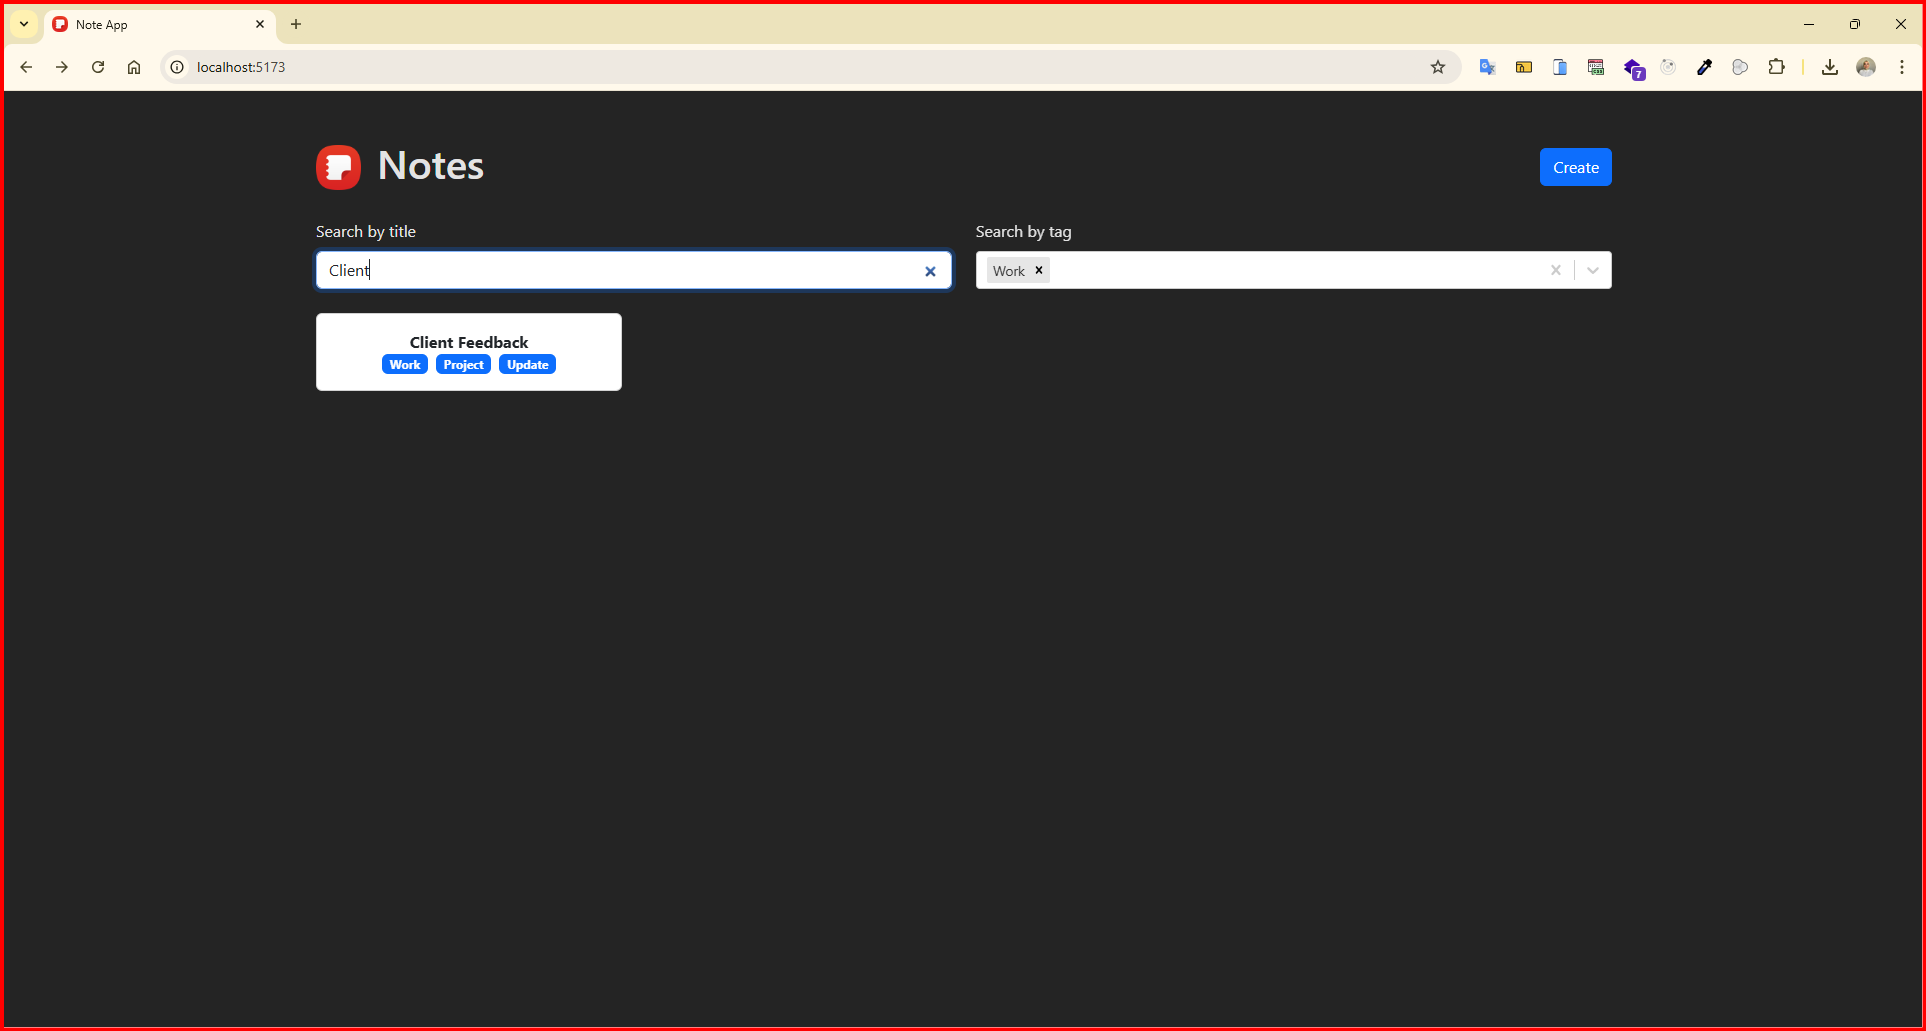 Note App
localhost:5173
7
Notes
Create
Search by title
Search by tag
Client
Work
Client Feedback
Work Project Update